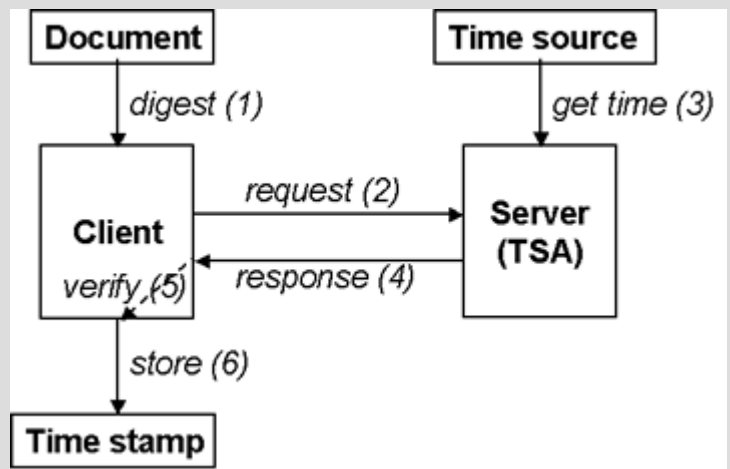 Document
Time source
digest (1)
get time (3)
request (2)
Client
Server
(TSA)
verify (5)
response (4)
store (6)
Time stamp